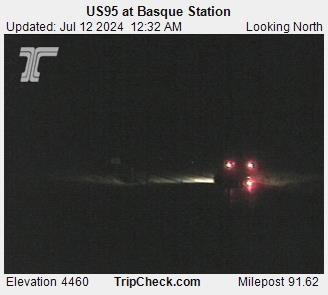 US95 at Basque Station
Updated: Jul 12 2024 12:32 AM Looking North
Elevation 4460 TripCheck.com Milepost 91.62